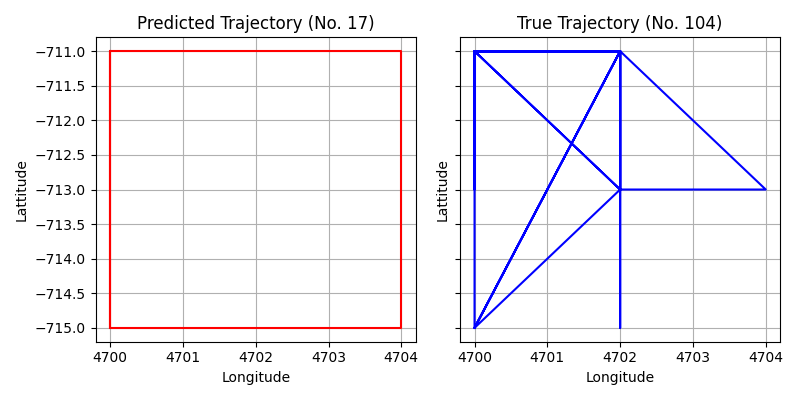 Predicted Trajectory (No. 17)
True Trajectory (No. 104)
−711.0
−711.5
−712.0
−712.5
−713.0
−713.5
−714.0
−714.5
−715.0
Lattitude
Lattitude
4700 4701 4702 4703 4704
4700 4701 4702 4703 4704
Longitude
Longitude